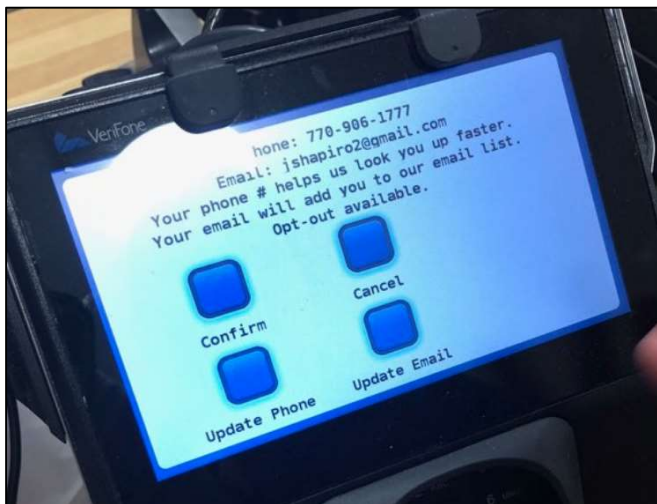 VeriFone
hone: 770-906-1777
Email: jshapiro2@gmail.com
Your phone # helps us look you up faster.
Your email will add you to our email list.
Opt-out available.
Confirm
Cancel
Update Phone
Update Email